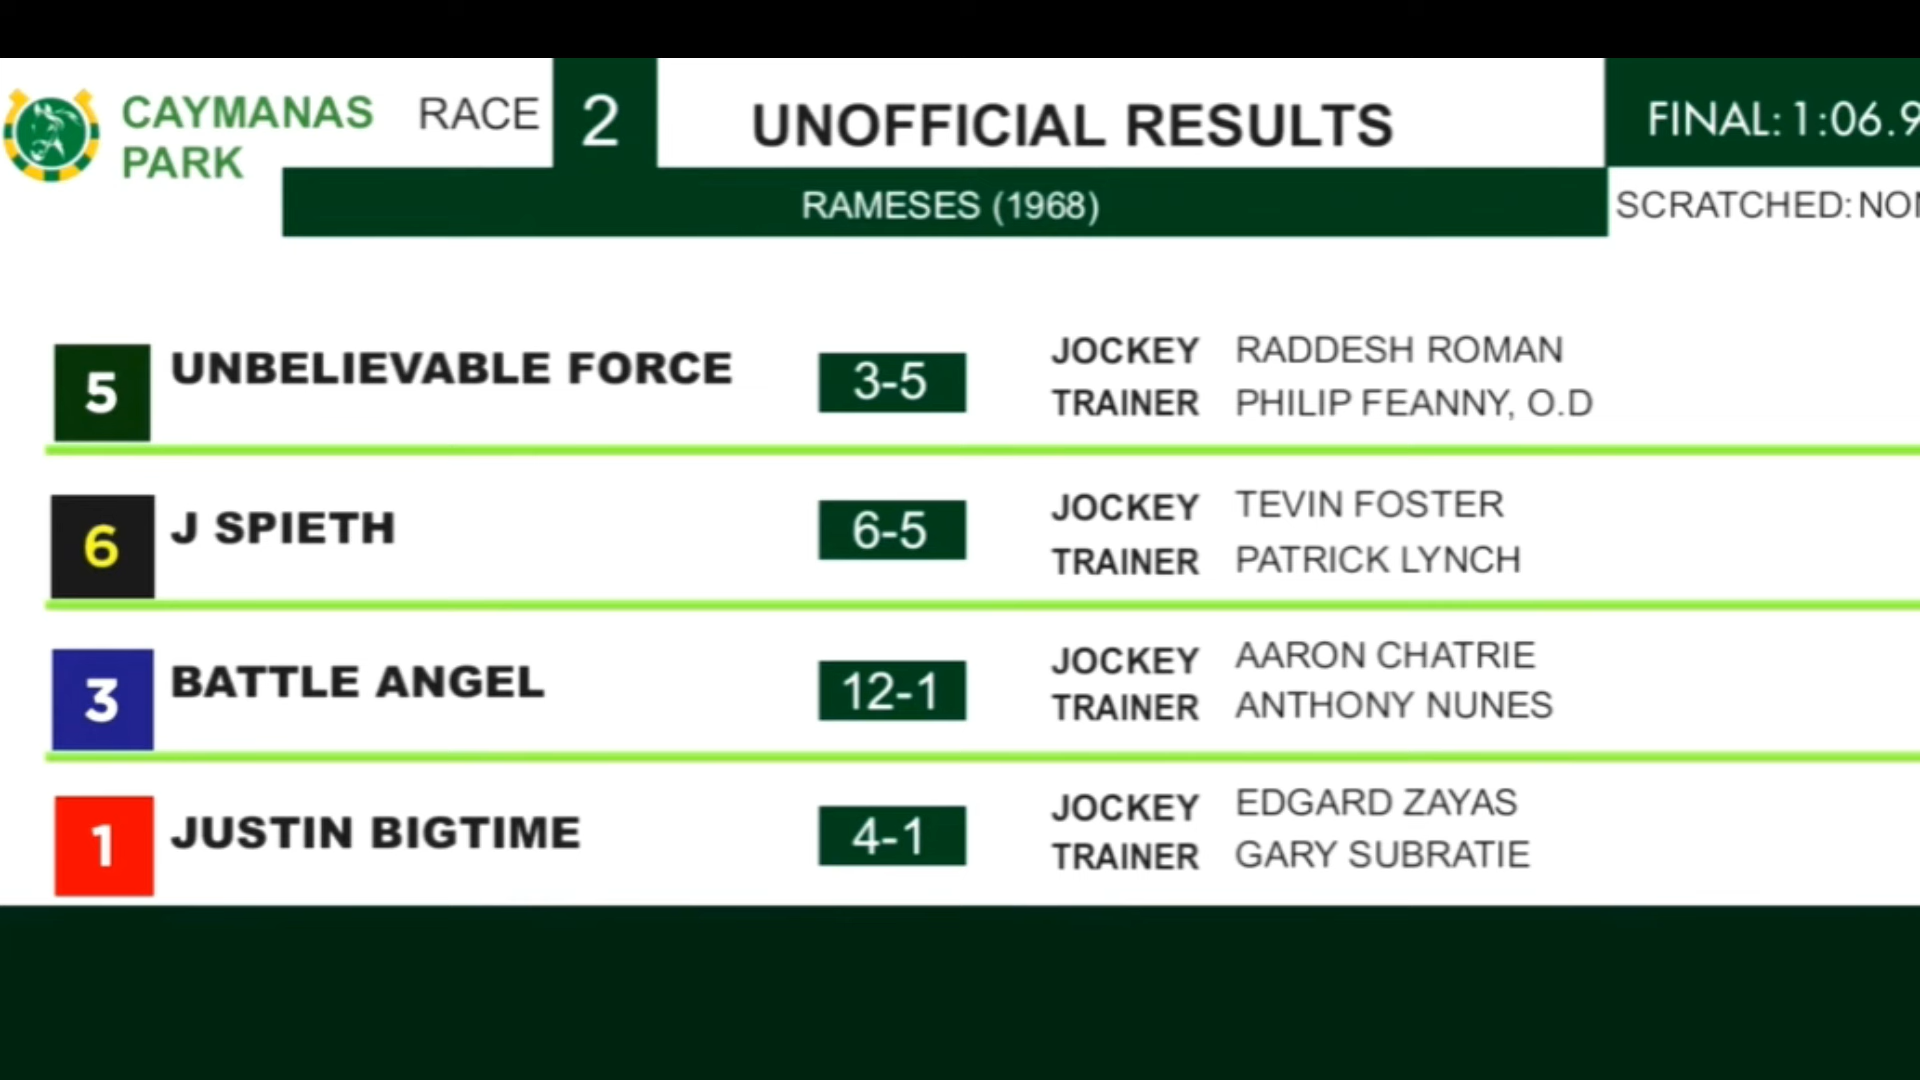 CAYMANAS
PARK
RACE 2
UNOFFICIAL RESULTS
FINAL: 1:06.9
RAMESES (1968)
SCRATCHED:
5 UNBELIEVABLE FORCE 3-5
JOCKEY RADDESH ROMAN
TRAINER PHILIP FEANNY, O.D
6 J SPIETH 6-5
JOCKEY TEVIN FOSTER
TRAINER PATRICK LYNCH
3 BATTLE ANGEL 12-1
JOCKEY AARON CHATRIE
TRAINER ANTHONY NUNES
1 JUSTIN BIGTIME 4-1
JOCKEY EDGARD ZAYAS
TRAINER GARY SUBRATIE